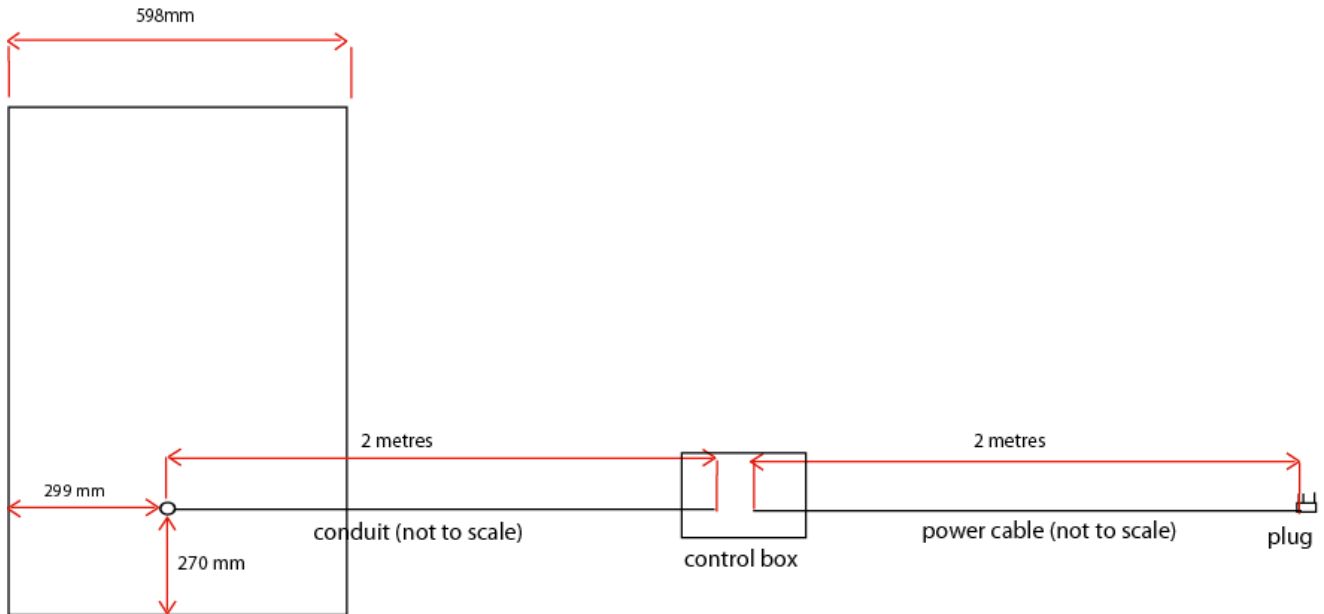 598mm
2 metres
2 metres
299 mm
conduit (not to scale)
power cable (not to scale)
plug
control box
270 mm